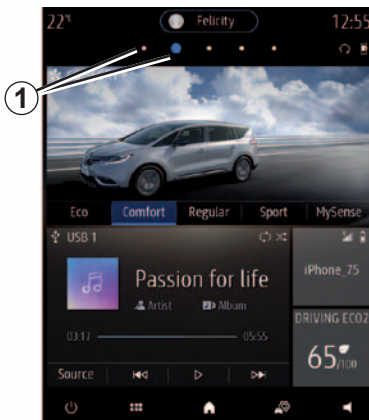 22°C Felicity 12:55
1
Eco Comfort Regular Sport MySense
USB 1
iPhone_75
Passion for life
Artist Album
DRIVING ECO2
03:17 05:55
65/100
Source